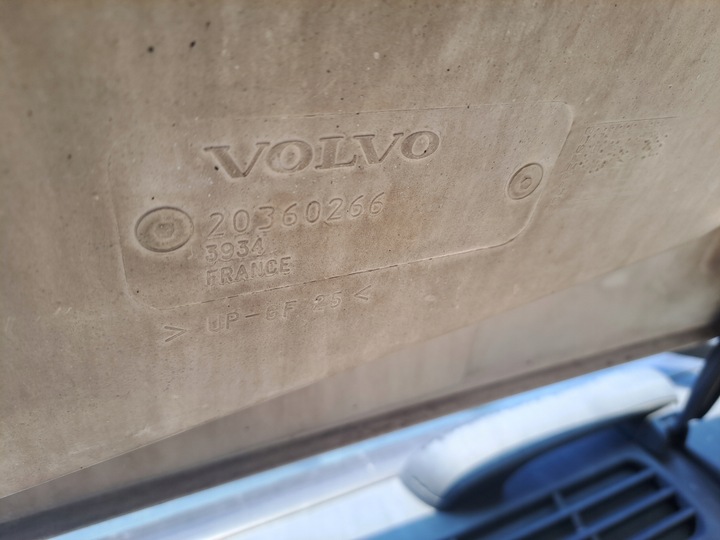 VOLVO
20360266
3934
FRANCE
> UP-GF 25 <